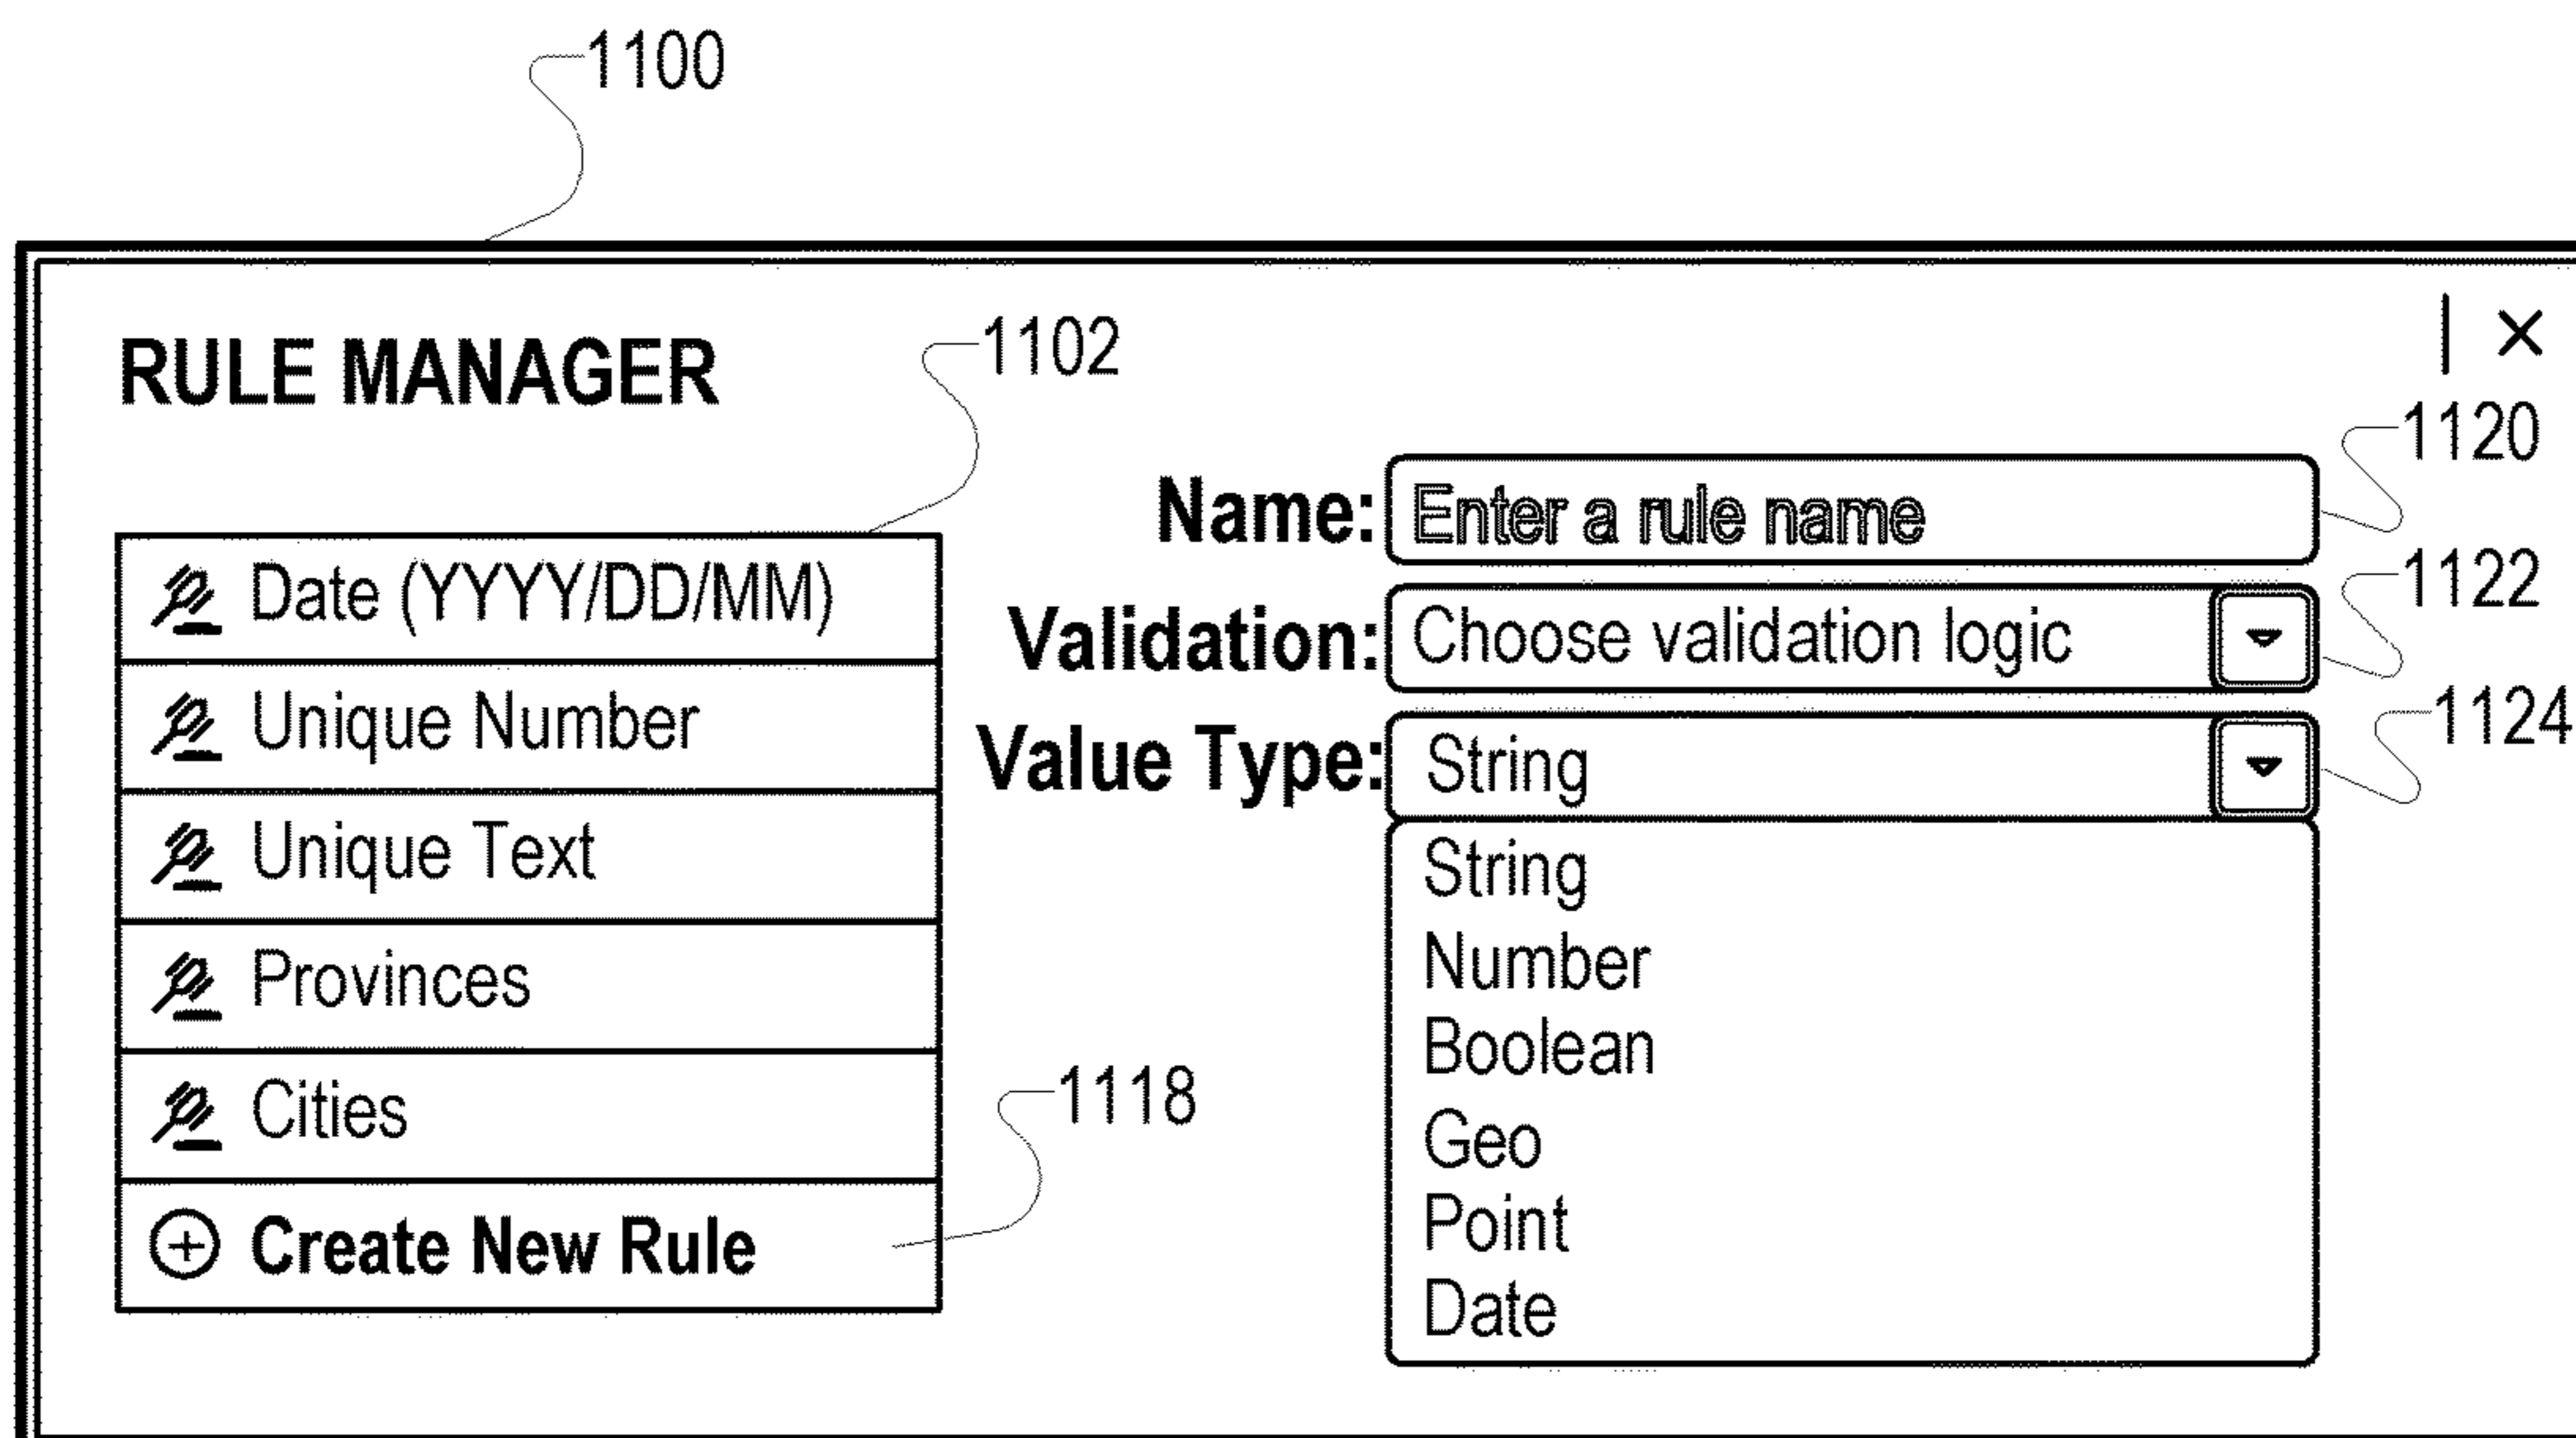 1100
RULE MANAGER
1102
| ×
Date (YYYY/DD/MM)
Unique Number
Unique Text
Provinces
Cities
Create New Rule
1118
Name: Enter a rule name
1120
Validation: Choose validation logic
1122
Value Type: String
1124
String
Number
Boolean
Geo
Point
Date